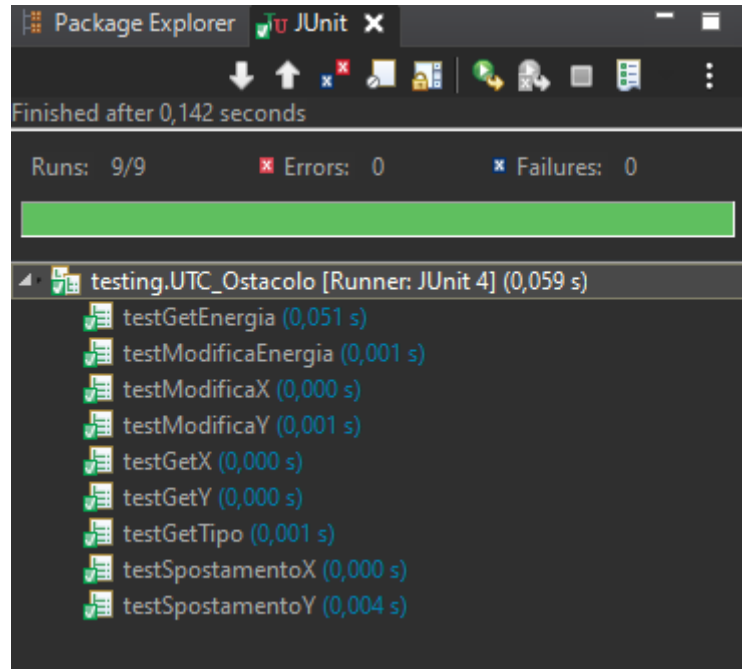 Package Explorer JUnit
Finished after 0,142 seconds
Runs: 9/9 Errors: 0 Failures: 0
testing.UTC_Ostacolo [Runner: JUnit 4] (0,059 s)
testGetEnergia (0,051 s)
testModificaEnergia (0,001 s)
testModificaX (0,000 s)
testModificaY (0,001 s)
testGetX (0,000 s)
testGetY (0,000 s)
testGetTipo (0,001 s)
testSpostamentoX (0,000 s)
testSpostamentoY (0,004 s)